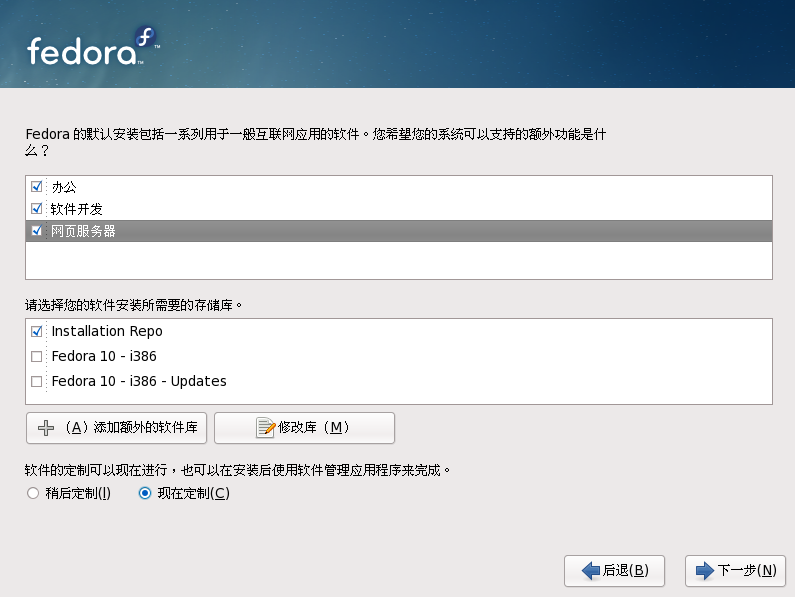 fedora
Fedora 的默认安装包括一系列用于一般互联网应用的软件。您希望您的系统可以支持的额外功能是什
么？
办公
软件开发
网页服务器
请选择您的软件安装所需要的存储库。
Installation Repo
Fedora 10 - i386
Fedora 10 - i386 - Updates
（A）添加额外的软件库
修改库（M）
软件的定制可以现在进行，也可以在安装后使用软件管理应用程序来完成。
稍后定制(l)
现在定制(C)
后退(B)
下一步(N)